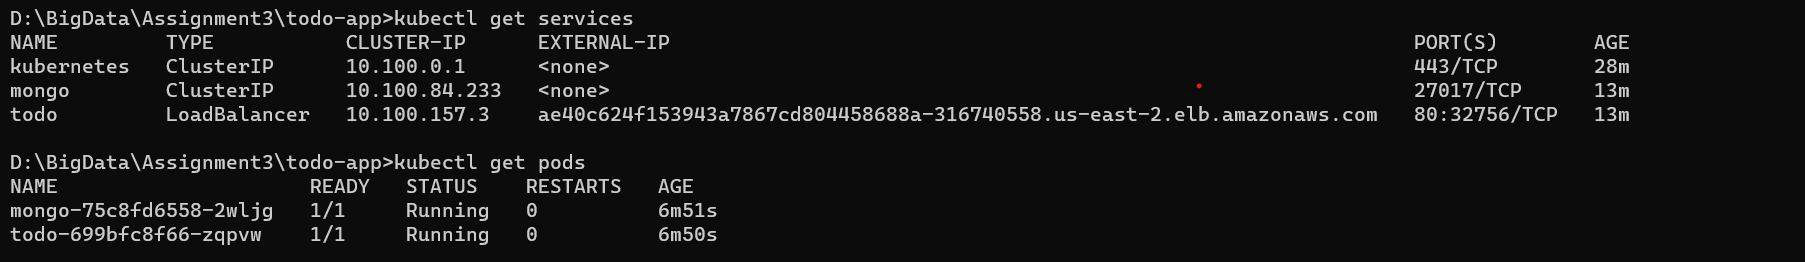 D:\BigData\Assignment3\todo-app>kubectl get services
NAME         TYPE           CLUSTER-IP      EXTERNAL-IP                                                              PORT(S)        AGE
kubernetes   ClusterIP      10.100.0.1      <none>                                                                   443/TCP        28m
mongo        ClusterIP      10.100.84.233   <none>                                                                   27017/TCP      13m
todo         LoadBalancer   10.100.157.3    ae40c624f153943a7867cd804458688a-316740558.us-east-2.elb.amazonaws.com   80:32756/TCP   13m
D:\BigData\Assignment3\todo-app>kubectl get pods
NAME                     READY   STATUS    RESTARTS   AGE
mongo-75c8fd6558-2wljg   1/1     Running   0          6m51s
todo-699bfc8f66-zqpvw    1/1     Running   0          6m50s